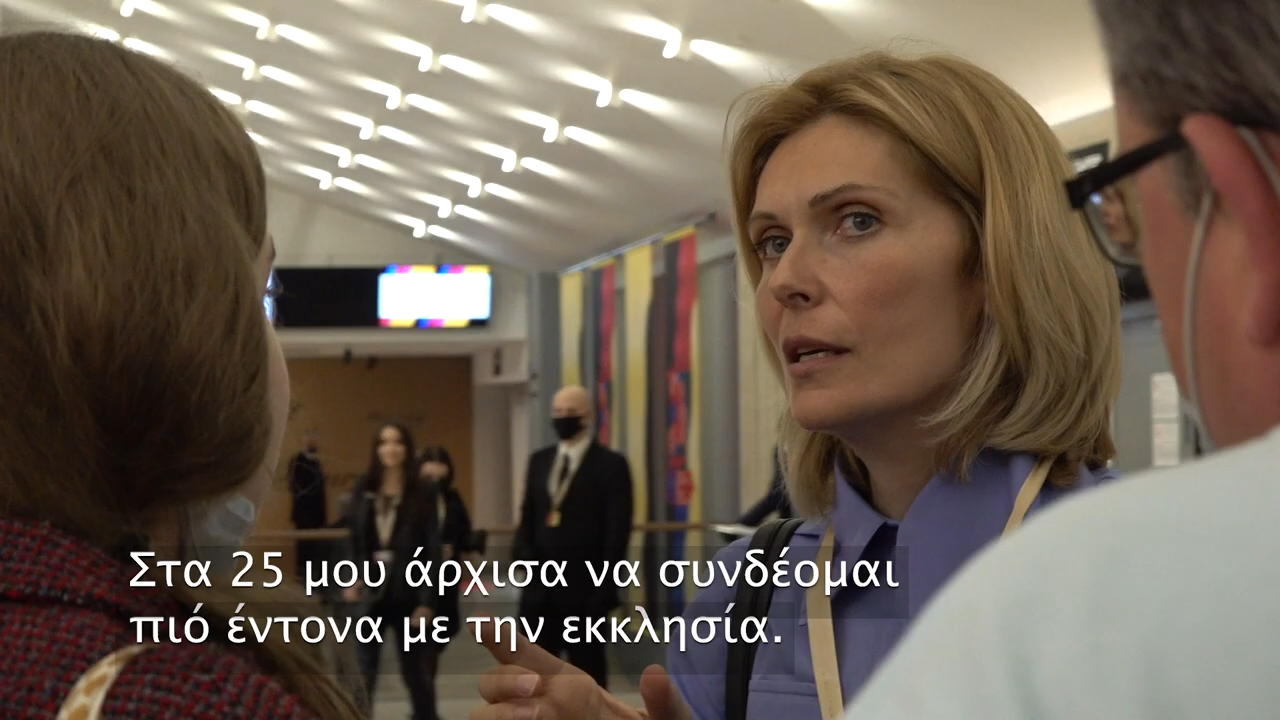 Στα 25 μου άρχισα να συνδέομαι
πιό έντονα με την εκκλησία.